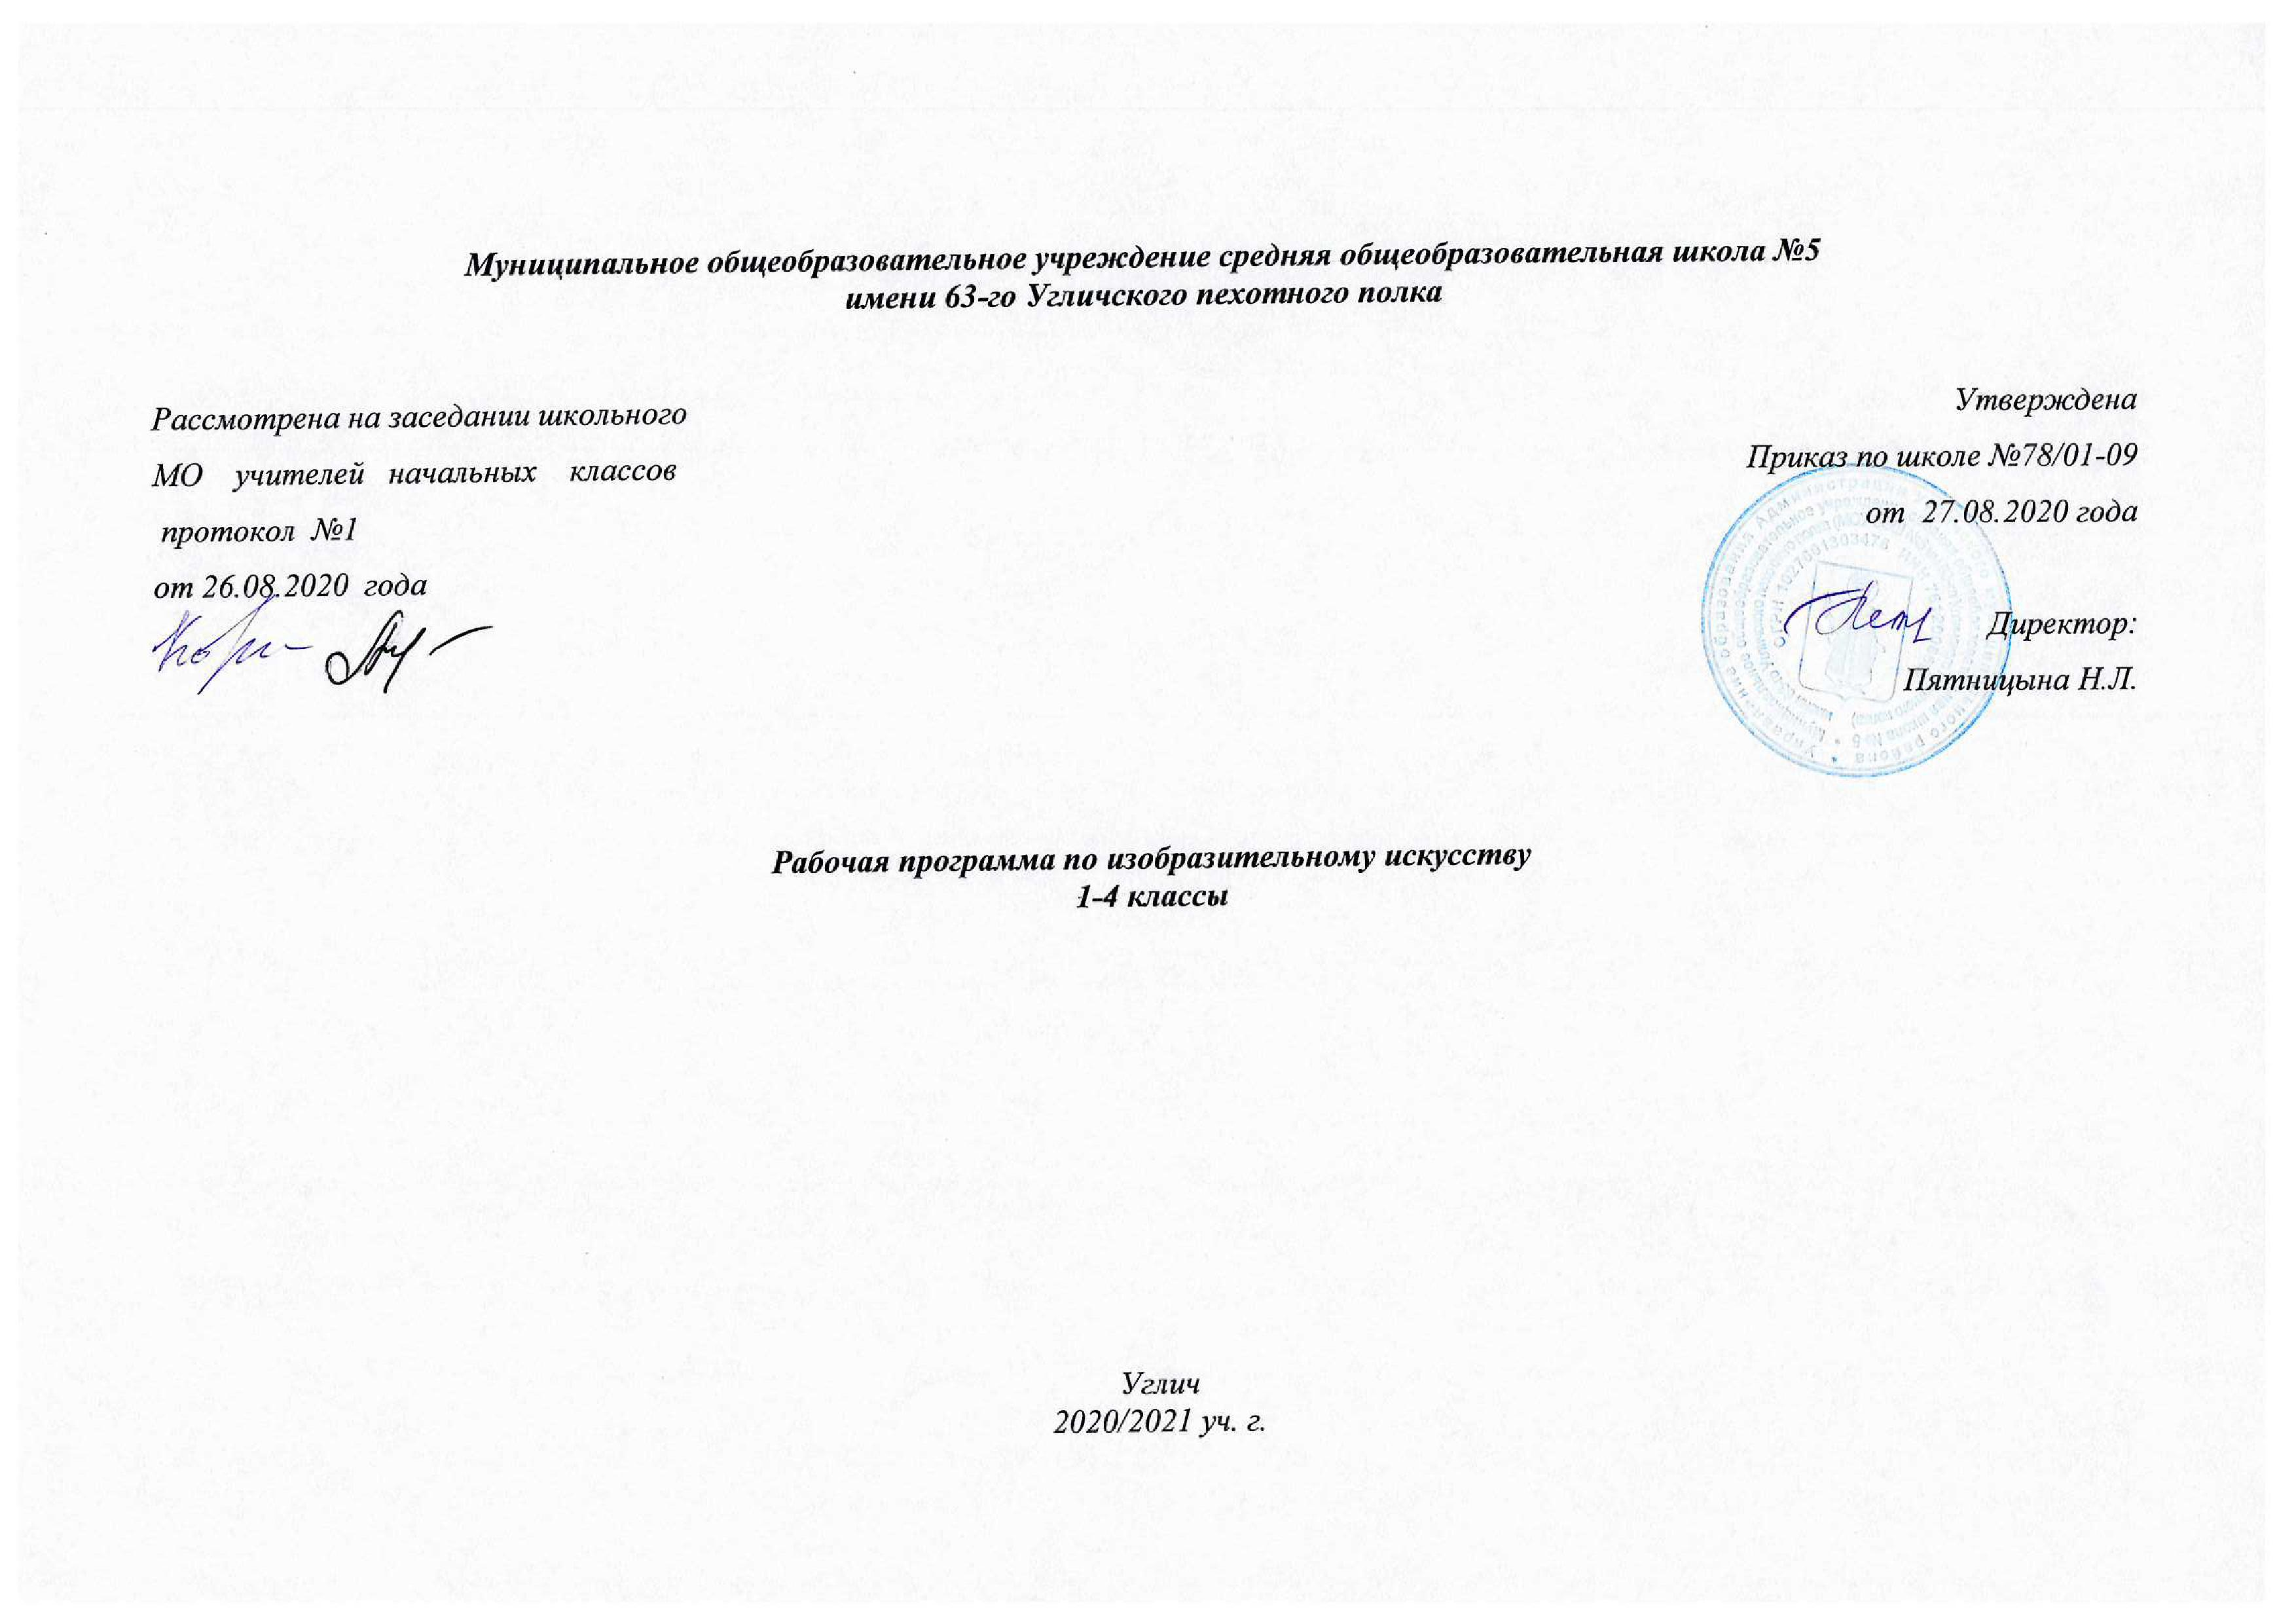 Муниципальное общеобразовательное учреждение средняя общеобразовательная школа №5
имени 63-го Угличского пехотного полка
Рассмотрена на заседании школьного
МО учителей начальных классов
протокол №1
от 26.08.2020 года
Утверждена
Приказ по школе №78/01-09
от 27.08.2020 года
Директор:
Пятницына Н.Л.
Рабочая программа по изобразительному искусству
1-4 классы
Углич
2020/2021 уч. г.